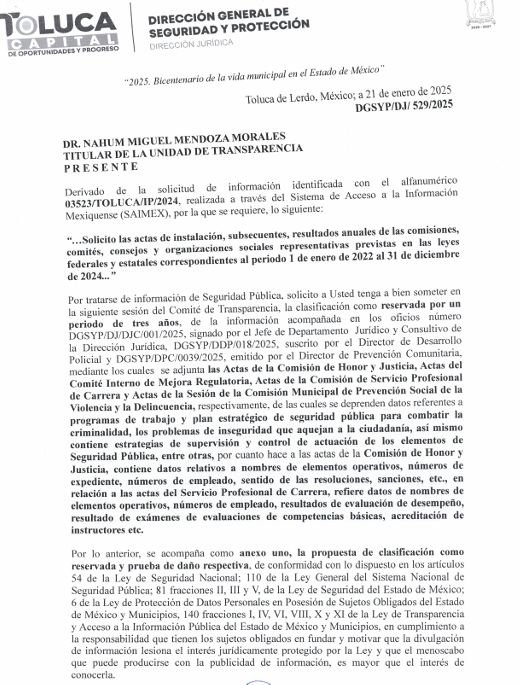 TOLUCA
CAPITAL
DE OPORTUNIDADES Y PROGRESO
DIRECCIÓN GENERAL DE
SEGURIDAD Y PROTECCIÓN
DIRECCIÓN JURÍDICA
“2025. Bicentenario de la vida municipal en el Estado de México”
Toluca de Lerdo, México; a 21 de enero de 2025
DGSYP/DJ/ 529/2025
DR. NAHUM MIGUEL MENDOZA MORALES
TITULAR DE LA UNIDAD DE TRANSPARENCIA
P R E S E N T E
Derivado de la solicitud de información identificada con el alfanumérico
03523/TOLUCA/IP/2024, realizada a través del Sistema de Acceso a la Información
Mexiquense (SAIMEX), por la que se requiere, lo siguiente:
“…Solicito las actas de instalación, subsecuentes, resultados anuales de las comisiones,
comités, consejos y organizaciones sociales representativas previstas en las leyes
federales y estatales correspondientes al periodo 1 de enero de 2022 al 31 de diciembre
de 2024...”
Por tratarse de información de Seguridad Pública, solicito a Usted tenga a bien someter en
la siguiente sesión del Comité de Transparencia, la clasificación como reservada por un
periodo de tres años, de la información acompañada en los oficios número
DGSYP/DJ/DJC/001/2025, signado por el Jefe de Departamento Jurídico y Consultivo de
la Dirección Jurídica, DGSYP/DDP/018/2025, suscrito por el Director de Desarrollo
Policial y DGSYP/DPC/0039/2025, emitido por el Director de Prevención Comunitaria,
mediante los cuales se adjunta las Actas de la Comisión de Honor y Justicia, Actas del
Comité Interno de Mejora Regulatoria, Actas de la Comisión de Servicio Profesional
de Carrera y Actas de la Sesión de la Comisión Municipal de Prevención Social de la
Violencia y la Delincuencia, respectivamente, de las cuales se deprenden datos referentes a
programas de trabajo y plan estratégico de seguridad pública para combatir la
criminalidad, los problemas de inseguridad que aquejan a la ciudadanía, así mismo
contiene estrategias de supervisión y control de actuación de los elementos de
Seguridad Pública, entre otras, por cuanto hace a las actas de la Comisión de Honor y
Justicia, contiene datos relativos a nombres de elementos operativos, números de
expediente, números de empleado, sentido de las resoluciones, sanciones, etc., en
relación a las actas del Servicio Profesional de Carrera, refiere datos de nombres de
elementos operativos, números de empleado, resultados de evaluación de desempeño,
resultado de exámenes de evaluaciones de competencias básicas, acreditación de
instructores etc.
Por lo anterior, se acompaña como anexo uno, la propuesta de clasificación como
reservada y prueba de daño respectiva, de conformidad con lo dispuesto en los artículos
54 de la Ley de Seguridad Nacional; 110 de la Ley General del Sistema Nacional de
Seguridad Pública; 81 fracciones II, III y V, de la Ley de Seguridad del Estado de México;
6 de la Ley de Protección de Datos Personales en Posesión de Sujetos Obligados del Estado
de México y Municipios, 140 fracciones I, IV, VI, VIII, X y XI de la Ley de Transparencia
y Acceso a la Información Pública del Estado de México y Municipios, en cumplimiento a
la responsabilidad que tienen los sujetos obligados en fundar y motivar que la divulgación
de información lesiona el interés jurídicamente protegido por la Ley y que el menoscabo
que puede producirse con la publicidad de información, es mayor que el interés de
conocerla.